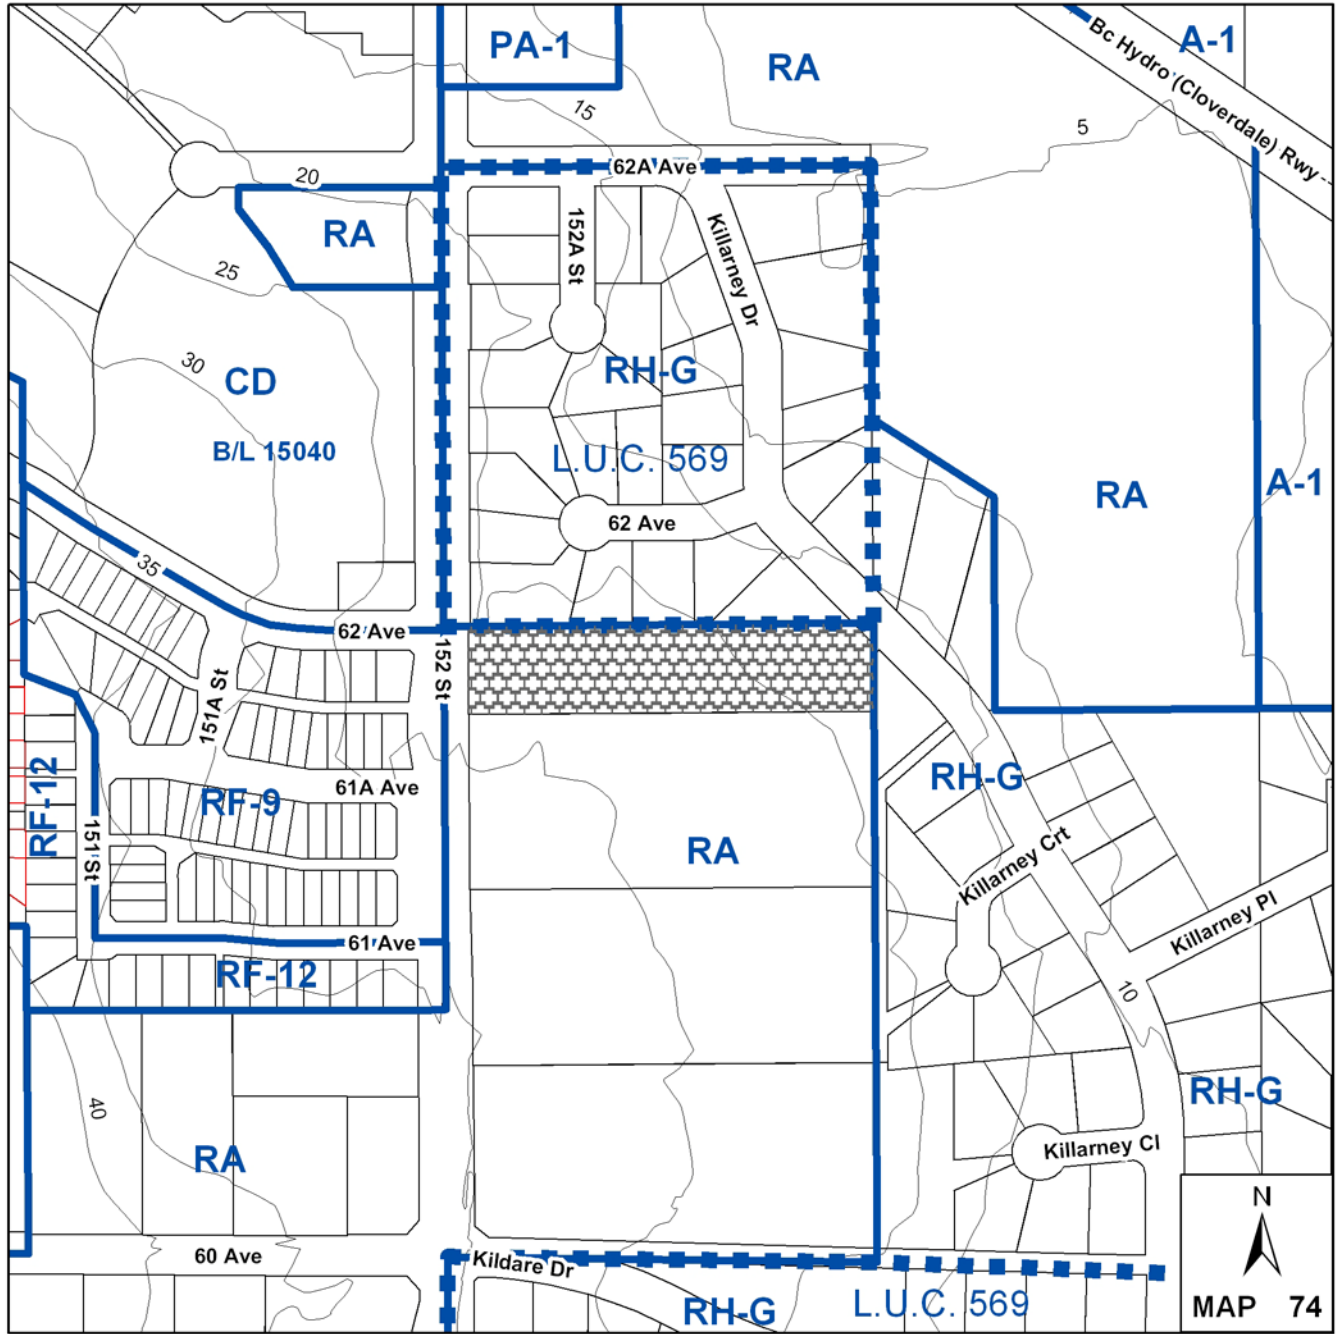 PA-1
RA
A-1
Bc Hydro (Cloverdale) Rwy --
15
5
62A Ave
20
RA
152A St
Killarney Dr
25
30
CD
RH-G
B/L 15040
L.U.C. 569
RA
A-1
62 Ave
35
62 Ave
152 St
151A St
RF-12
61A Ave
RF-9
RH-G
151 St
RA
Killarney Crt
Killarney Pl
61 Ave
RF-12
10
40
RA
RH-G
Killarney Cl
60 Ave
Kildare Dr
RH-G
L.U.C. 569
N
MAP 74